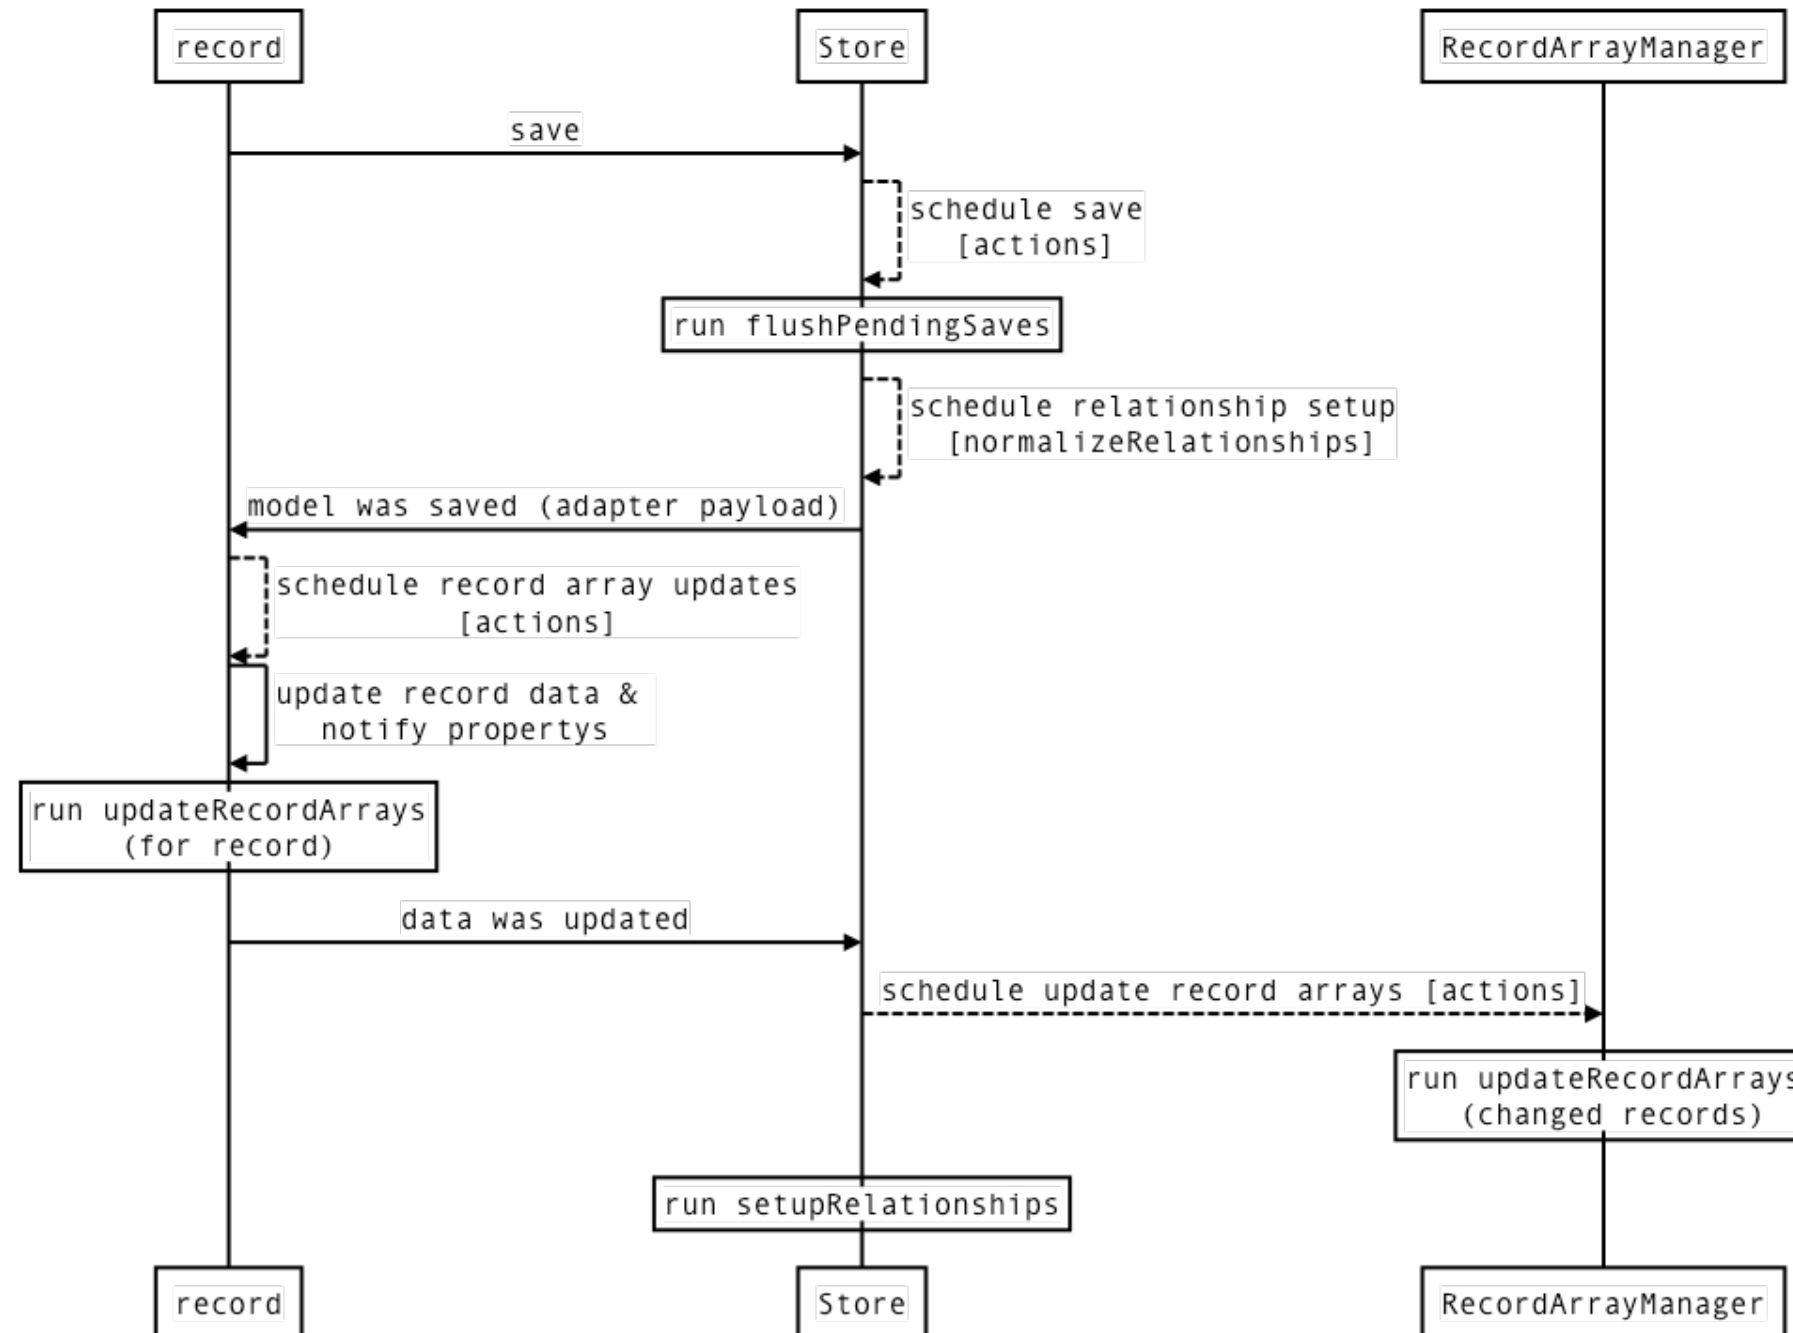 record
Store
RecordArrayManager
save
schedule save
[actions]
run flushPendingSaves
schedule relationship setup
[normalizeRelationships]
model was saved (adapter payload)
schedule record array updates
[actions]
update record data &
notify propertys
run updateRecordArrays
(for record)
data was updated
schedule update record arrays [actions]
run updateRecordArrays
(changed records)
run setupRelationships
record
Store
RecordArrayManager